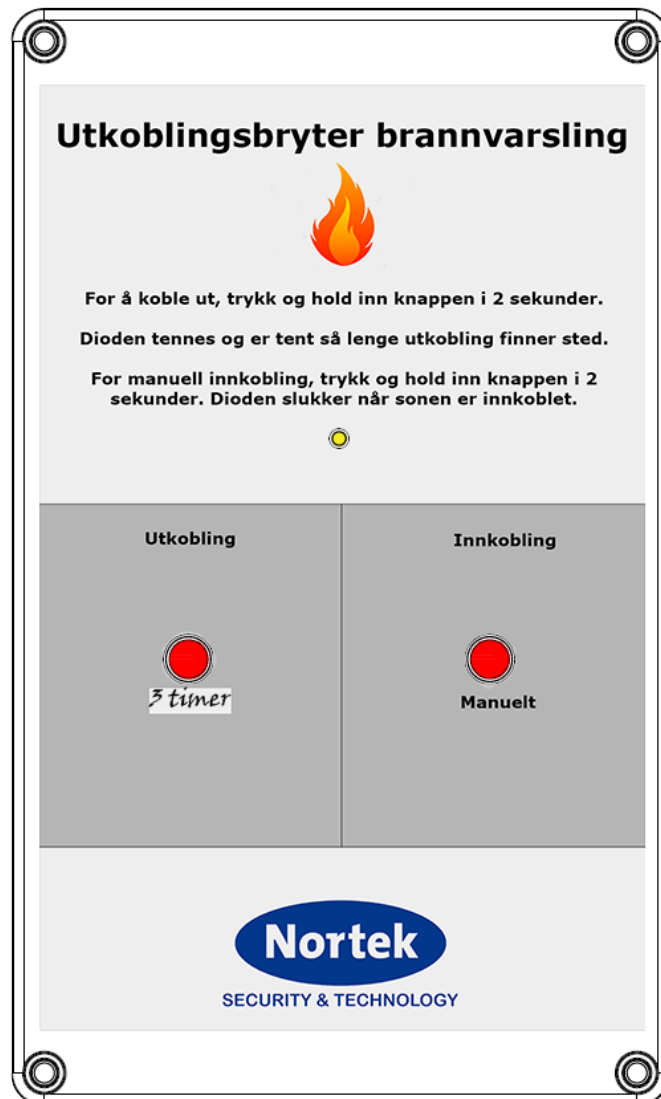 Utkoblingsbryter brannvarsling
For å koble ut, trykk og hold inn knappen i 2 sekunder.
Dioden tennes og er tent så lenge utkobling finner sted.
For manuell innkobling, trykk og hold inn knappen i 2
sekunder. Dioden slukker når sonen er innkoblet.
Utkobling
Innkobling
3 timer
Manuelt
Nortek
SECURITY & TECHNOLOGY